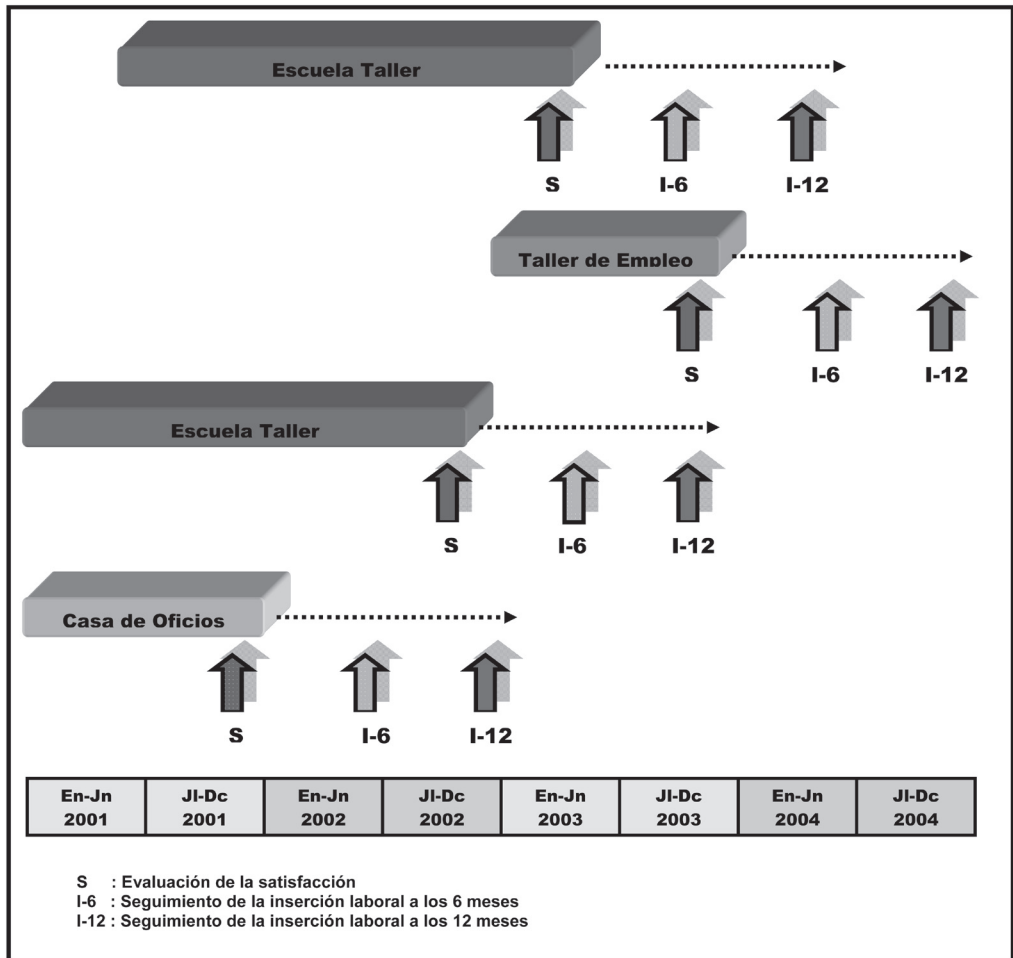 Escuela Taller
S I-6 I-12
Taller de Empleo
S I-6 I-12
Escuela Taller
S I-6 I-12
Casa de Oficios
S I-6 I-12
En-Jn Jl-Dc En-Jn Jl-Dc En-Jn Jl-Dc En-Jn Jl-Dc
2001 2001 2002 2002 2003 2003 2004 2004
S : Evaluación de la satisfacción
I-6 : Seguimiento de la inserción laboral a los 6 meses
I-12 : Seguimiento de la inserción laboral a los 12 meses